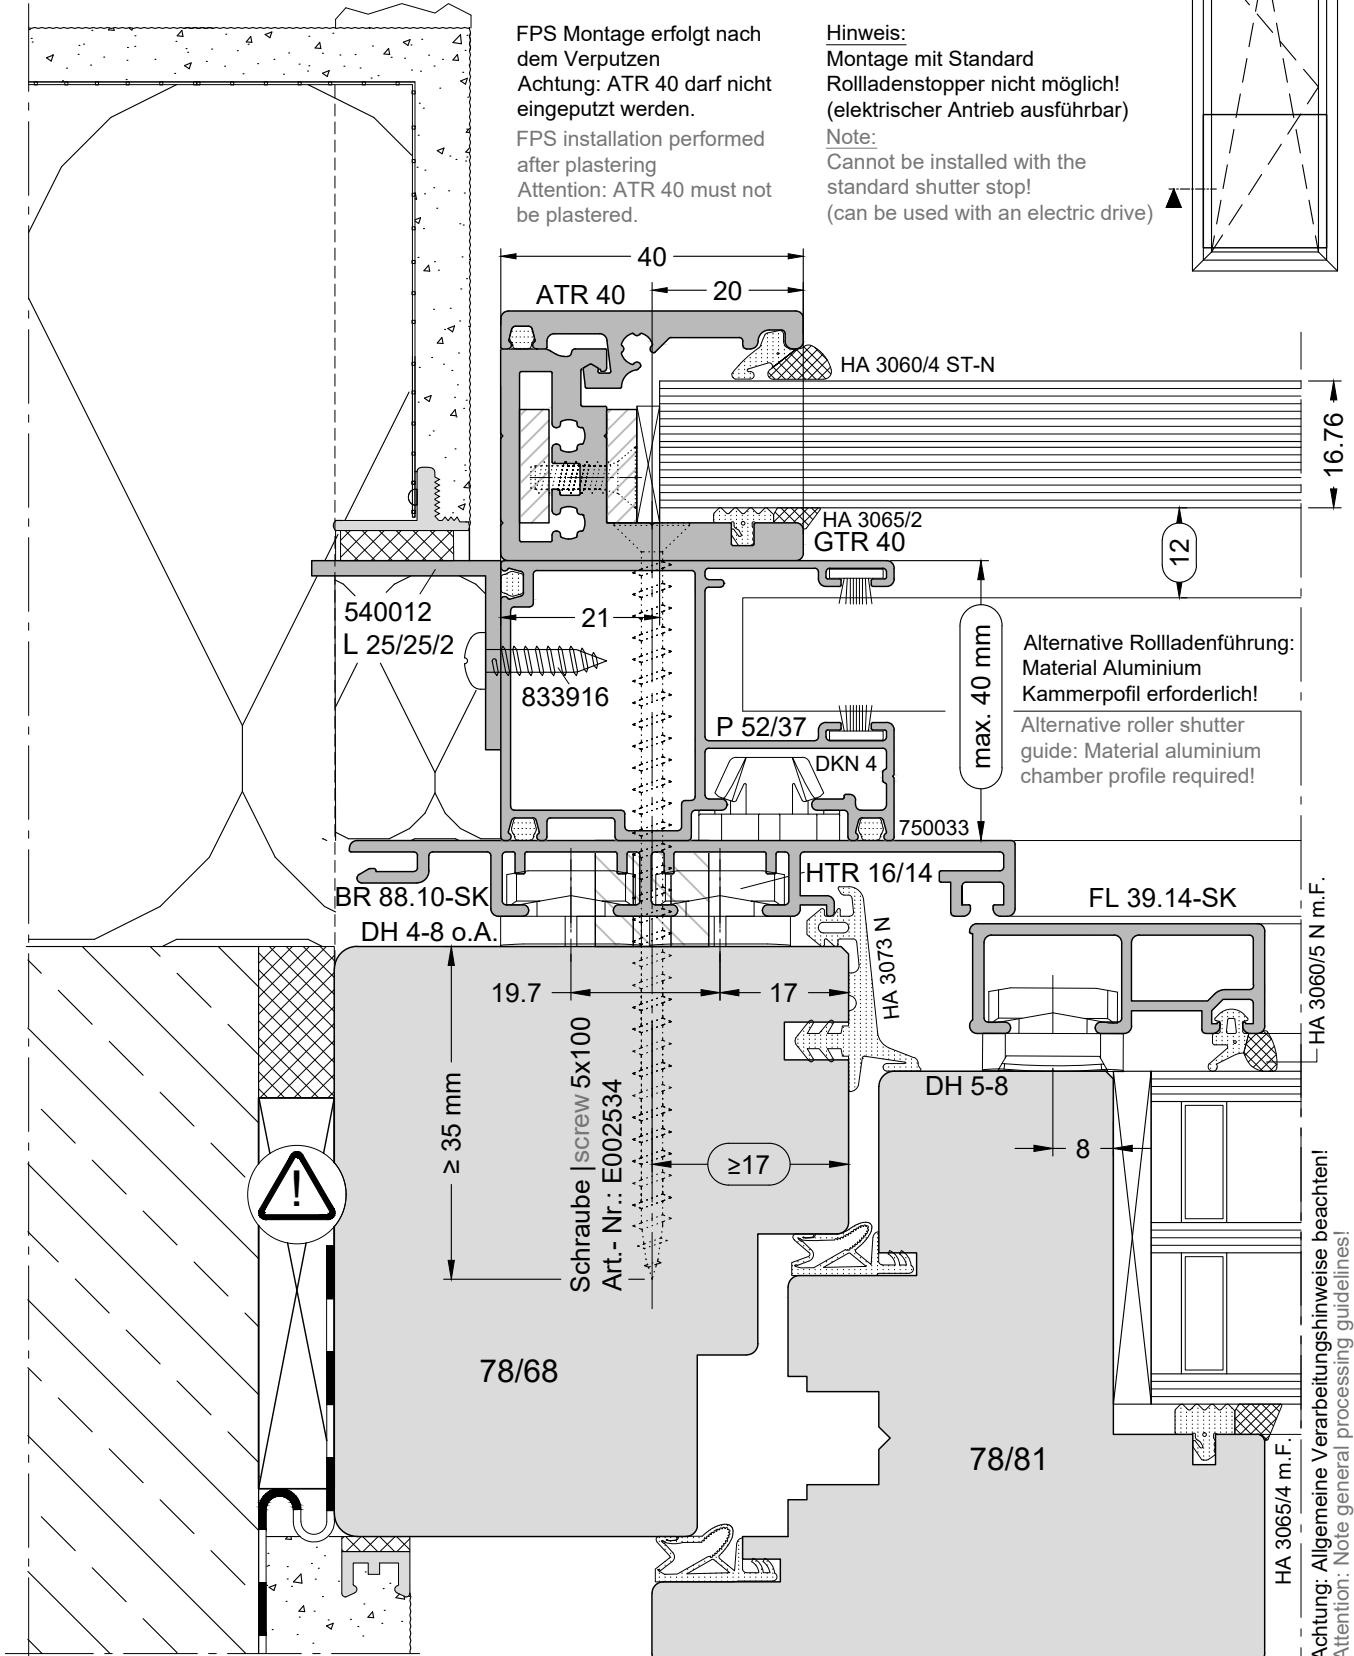 FPS Montage erfolgt nach
dem Verputzen
Achtung: ATR 40 darf nicht
eingeputzt werden.
FPS installation performed
after plastering
Attention: ATR 40 must not
be plastered.
Hinweis:
Montage mit Standard
Rollladenstopper nicht möglich!
(elektrischer Antrieb ausführbar)
Note:
Cannot be installed with the
standard shutter stop!
(can be used with an electric drive)
40
ATR 40
20
HA 3060/4 ST-N
16.76
HA 3065/2
GTR 40
12
540012
L 25/25/2
21
833916
P 52/37
DKN 4
max. 40 mm
Alternative Rollladenführung:
Material Aluminium
Kammerpofil erforderlich!
Alternative roller shutter
guide: Material aluminium
chamber profile required!
750033
HTR 16/14
BR 88.10-SK
FL 39.14-SK
DH 4-8 o.A.
HA 3073 N
HA 3060/5 N m.F.
19.7
17
≥ 35 mm
Schraube |screw 5x100
Art.- Nr.: E002534
DH 5-8
8
≥17
!
78/68
78/81
HA 3065/4 m.F.
Achtung: Allgemeine Verarbeitungshinweise beachten!
Attention: Note general processing guidelines!